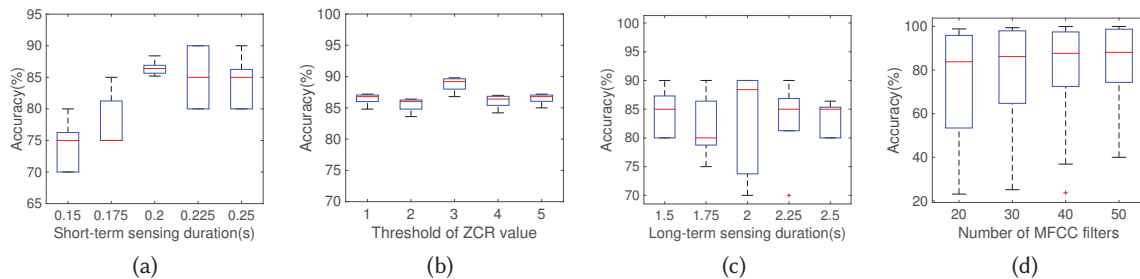 Accuracy(%)
95
90
85
80
75
70
65
0.15 0.175 0.2 0.225 0.25
Short-term sensing duration(s)
(a)
Accuracy(%)
100
95
90
85
80
75
70
1 2 3 4 5
Threshold of ZCR value
(b)
Accuracy(%)
100
95
90
85
80
75
70
1.5 1.75 2 2.25 2.5
Long-term sensing duration(s)
(c)
Accuracy(%)
100
80
60
40
20
20 30 40 50
Number of MFCC filters
(d)